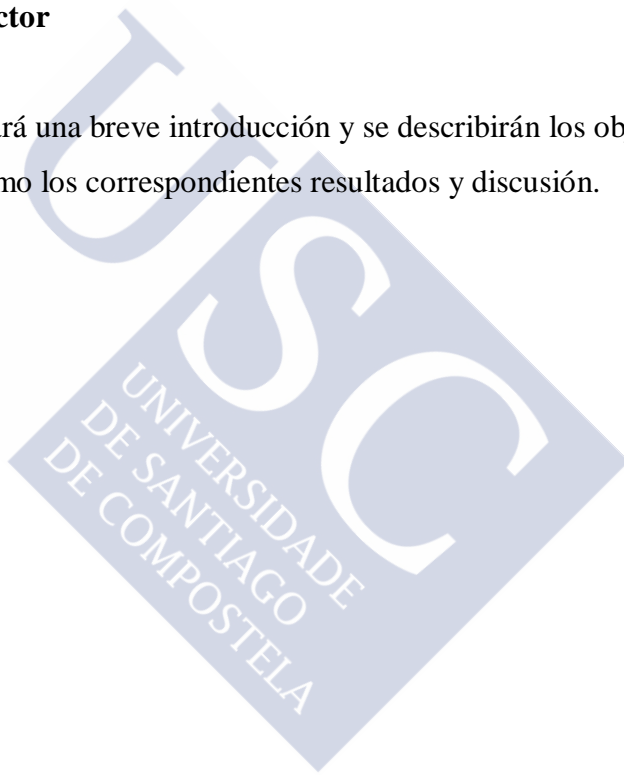 ctor
ará una breve introducción y se describirán los ob
mo los correspondientes resultados y discusión.
USC
UNIVERSIDADE
DE SANTIAGO
DE COMPOSTELA